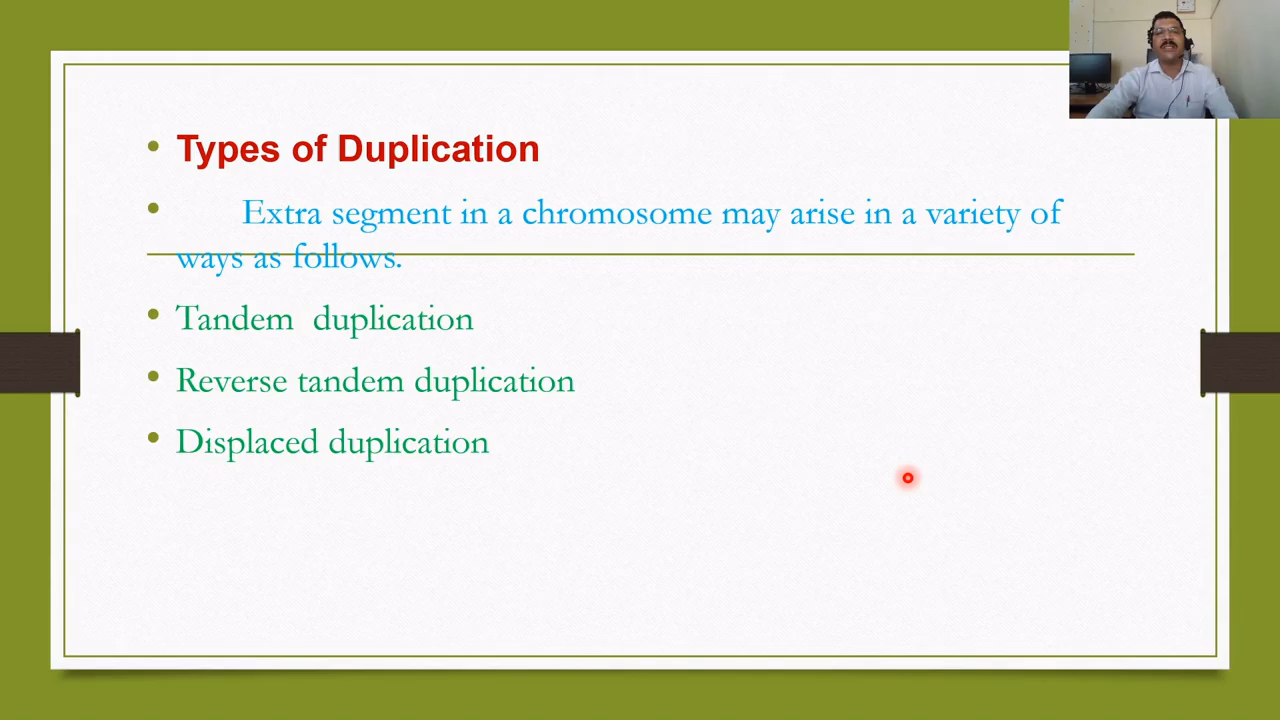 Types of Duplication
Extra segment in a chromosome may arise in a variety of
ways as follows.
Tandem duplication
Reverse tandem duplication
Displaced duplication